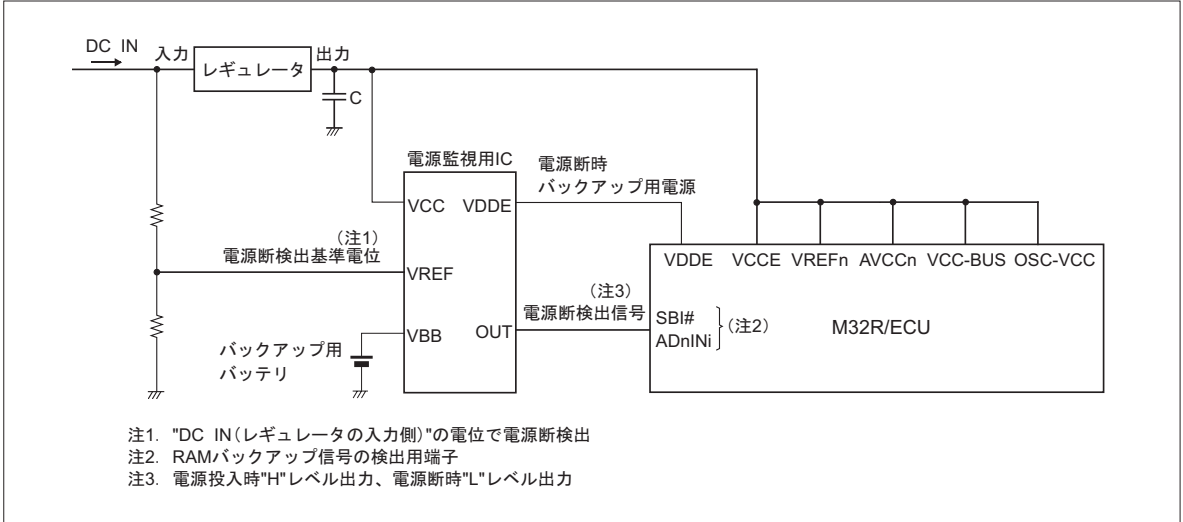 DC IN
入力
レギュレータ
出力
C
電源監視用IC
電源断時
バックアップ用電源
VCC
VDDE
(注1)
電源断検出基準電位
VREF
VDDE VCCE VREFn AVCCn VCC-BUS OSC-VCC
(注3)
電源断検出信号
OUT
SBI#
ADnINi
(注2)
M32R/ECU
VBB
バックアップ用
バッテリ
注1. "DC IN(レギュレータの入力側)"の電位で電源断検出
注2. RAMバックアップ信号の検出用端子
注3. 電源投入時"H"レベル出力、電源断時"L"レベル出力